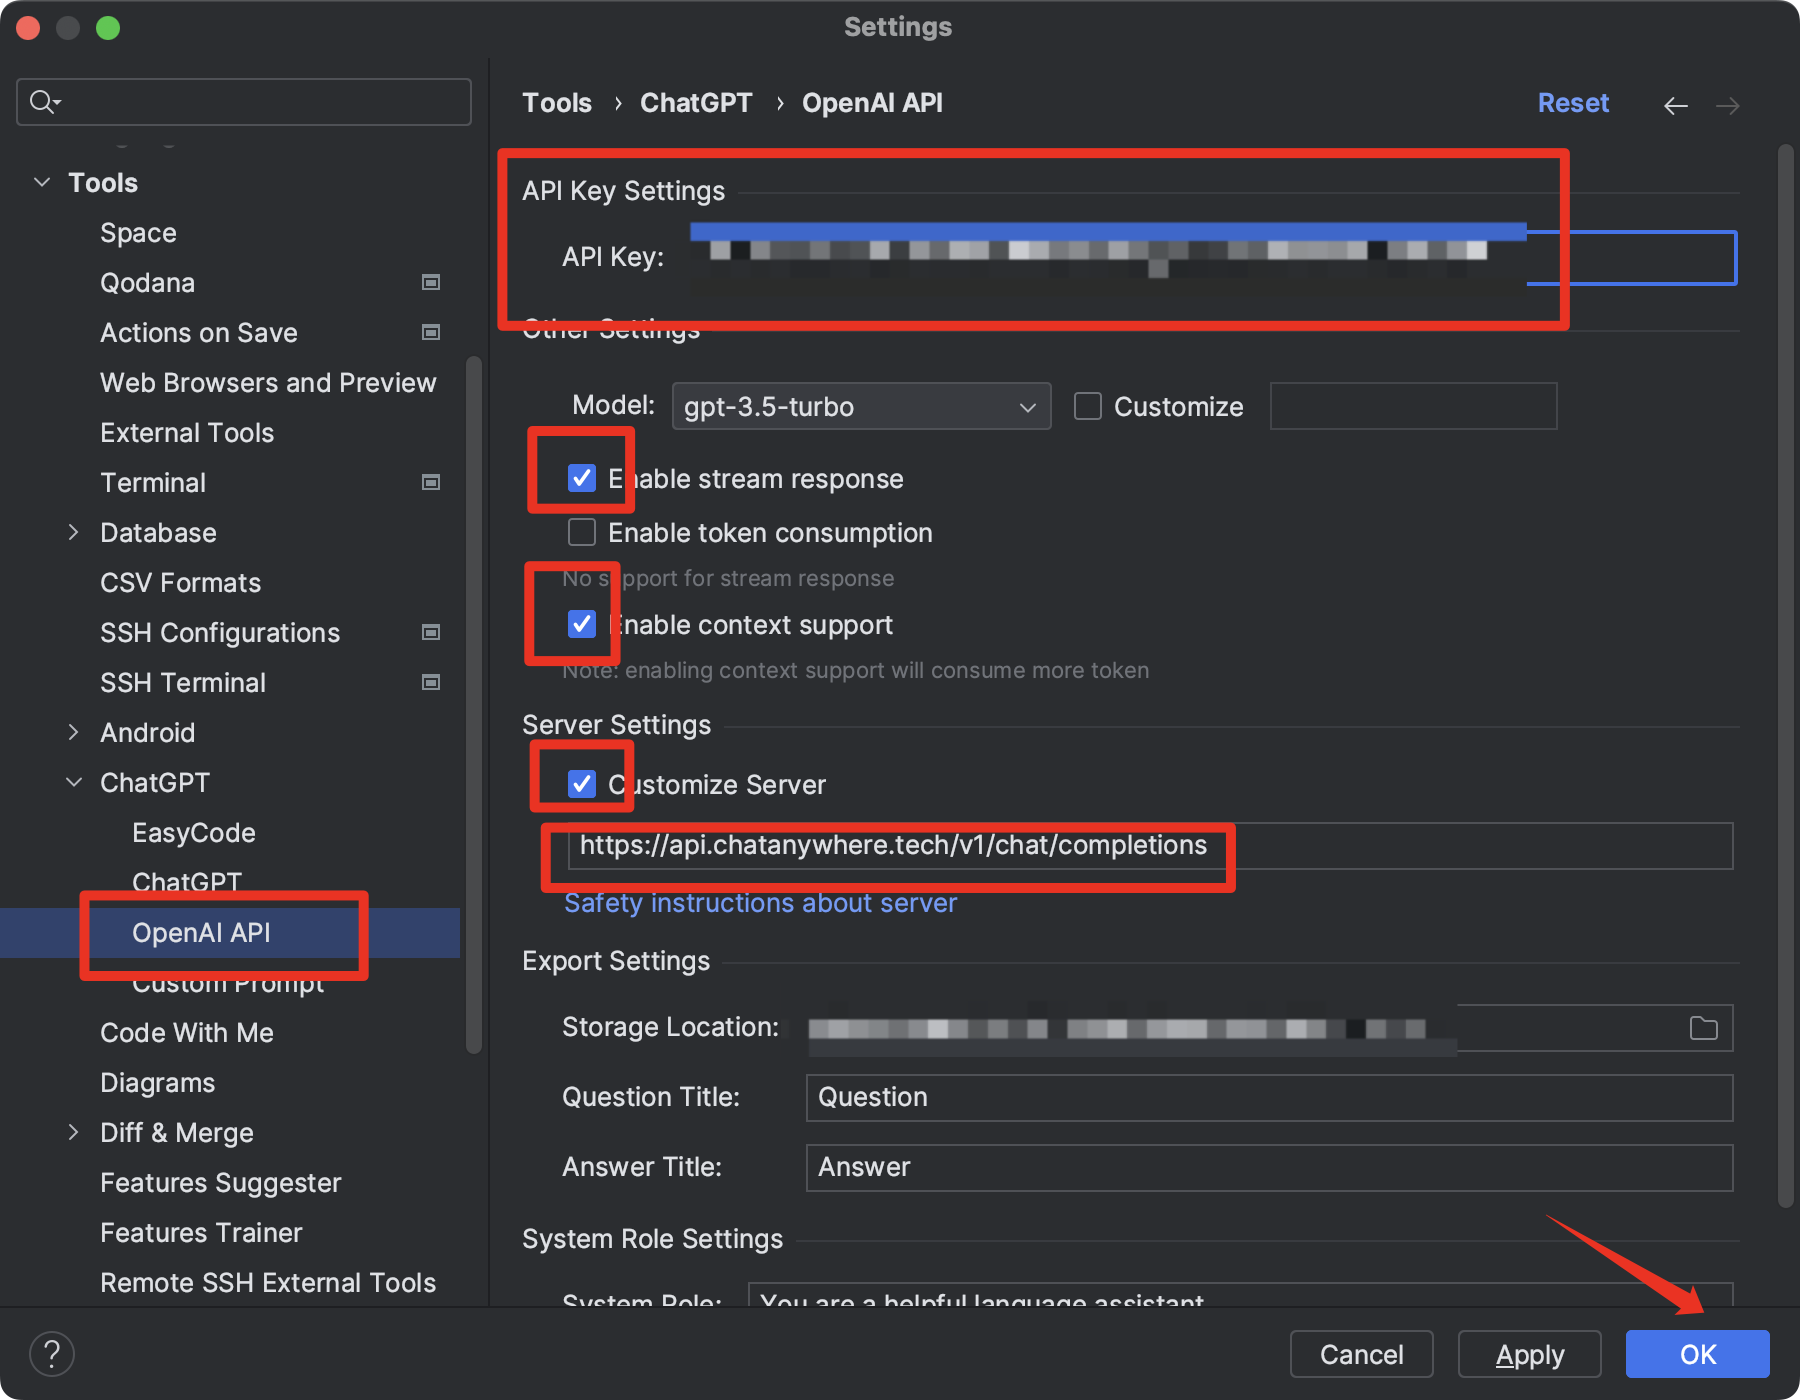 Settings
Tools
Space
Qodana
Actions on Save
Web Browsers and Preview
External Tools
Terminal
Database
CSV Formats
SSH Configurations
SSH Terminal
Android
ChatGPT
EasyCode
ChatGPT
OpenAI API
Custom Prompt
Code With Me
Diagrams
Diff & Merge
Features Suggester
Features Trainer
Remote SSH External Tools
Tools › ChatGPT › OpenAI API Reset
API Key Settings
API Key:
Other Settings
Model: gpt-3.5-turbo Customize
Enable stream response
Enable token consumption
No support for stream response
Enable context support
Note: enabling context support will consume more token
Server Settings
Customize Server
https://api.chatanywhere.tech/v1/chat/completions
Safety instructions about server
Export Settings
Storage Location:
Question Title: Question
Answer Title: Answer
System Role Settings
System Role: You are a helpful language assistant
? Cancel Apply OK